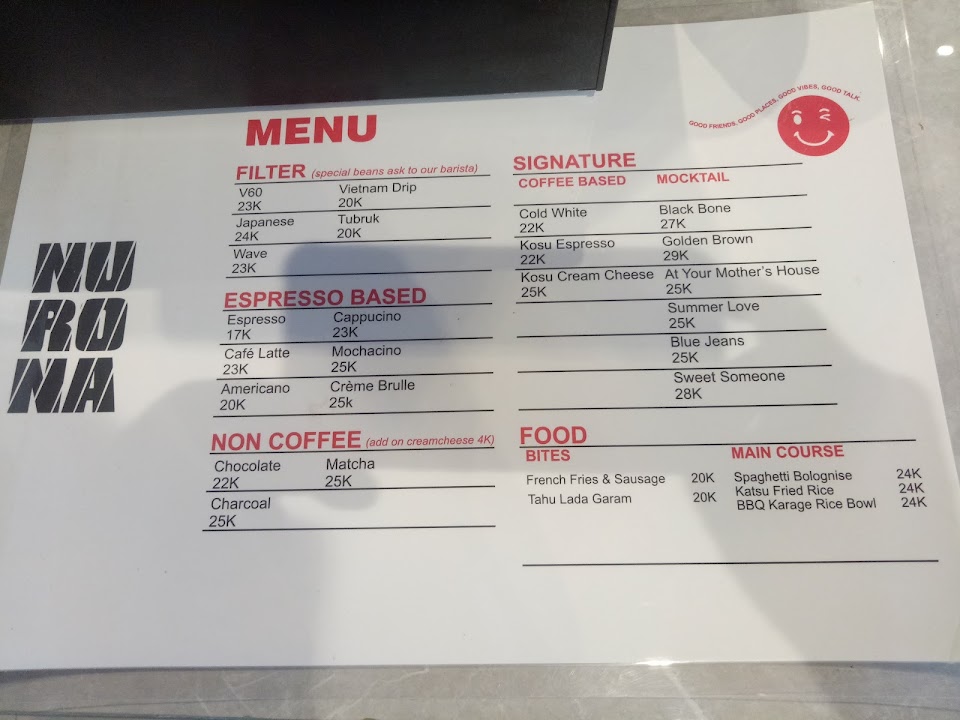 MENU
GOOD FRIENDS, GOOD PLACES, GOOD VIBES, GOOD TALK.
NU
RO
NA
FILTER (special beans ask to our barista)
V60 Vietnam Drip
23K 20K
Japanese Tubruk
24K 20K
Wave
23K
ESPRESSO BASED
Espresso Cappucino
17K 23K
Café Latte Mochacino
23K 25K
Americano Crème Brulle
20K 25k
NON COFFEE (add on creamcheese 4K)
Chocolate Matcha
22K 25K
Charcoal
25K
SIGNATURE
COFFEE BASED MOCKTAIL
Cold White Black Bone
22K 27K
Kosu Espresso Golden Brown
22K 29K
Kosu Cream Cheese At Your Mother's House
25K 25K
Summer Love
25K
Blue Jeans
25K
Sweet Someone
28K
FOOD
BITES MAIN COURSE
French Fries & Sausage 20K Spaghetti Bolognise 24K
Tahu Lada Garam 20K Katsu Fried Rice 24K
BBQ Karage Rice Bowl 24K